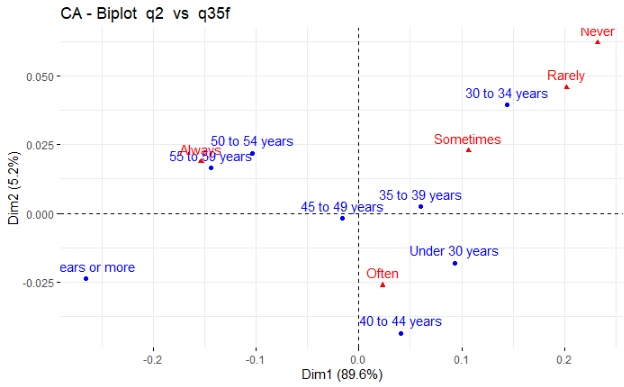 CA - Biplot q2 vs q35f
Never
Rarely
0.050
30 to 34 years
Sometimes
50 to 54 years
Always
0.025
55 to 59 years
35 to 39 years
45 to 49 years
0.000
Under 30 years
ears or more
Often
-0.025
40 to 44 years
Dim2 (5.2%)
-0.2
-0.1
0.0
0.1
0.2
Dim1 (89.6%)